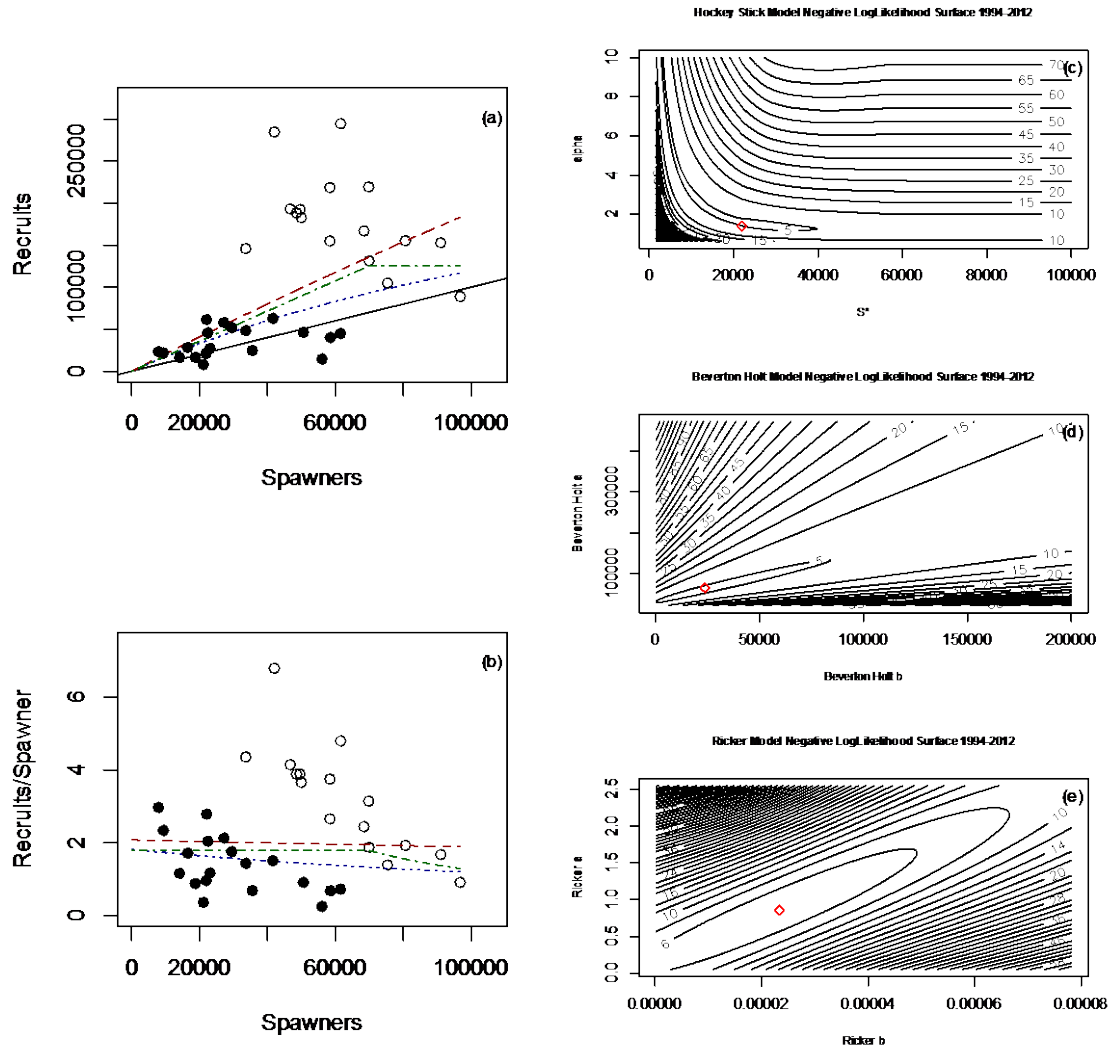 (a)
Recruits
0
100000
250000
0 20000 60000 100000
Spawners
(b)
Recruits/Spawner
0 2 4 6
0 20000 60000 100000
Spawners
Hockey Stick Model Negative LogLikelihood Surface 1994-2012
(c)
alpha
2 4 6 8 10
70
65
60
55
50
45
40
35
30
25
20
15
10
5
15
10
0 20000 40000 60000 80000 100000
S*
Beverton Holt Model Negative LogLikelihood Surface 1994-2012
(d)
Beverton Holt a
100000 300000
20
15
10
45
40
35
30
5
10
15
20
25
0 50000 100000 150000 200000
Beverton Holt b
Ricker Model Negative LogLikelihood Surface 1994-2012
(e)
Ricker a
0.0 0.5 1.0 1.5 2.0 2.5
10
6
10
14
20
0.00000 0.00002 0.00004 0.00006 0.00008
Ricker b